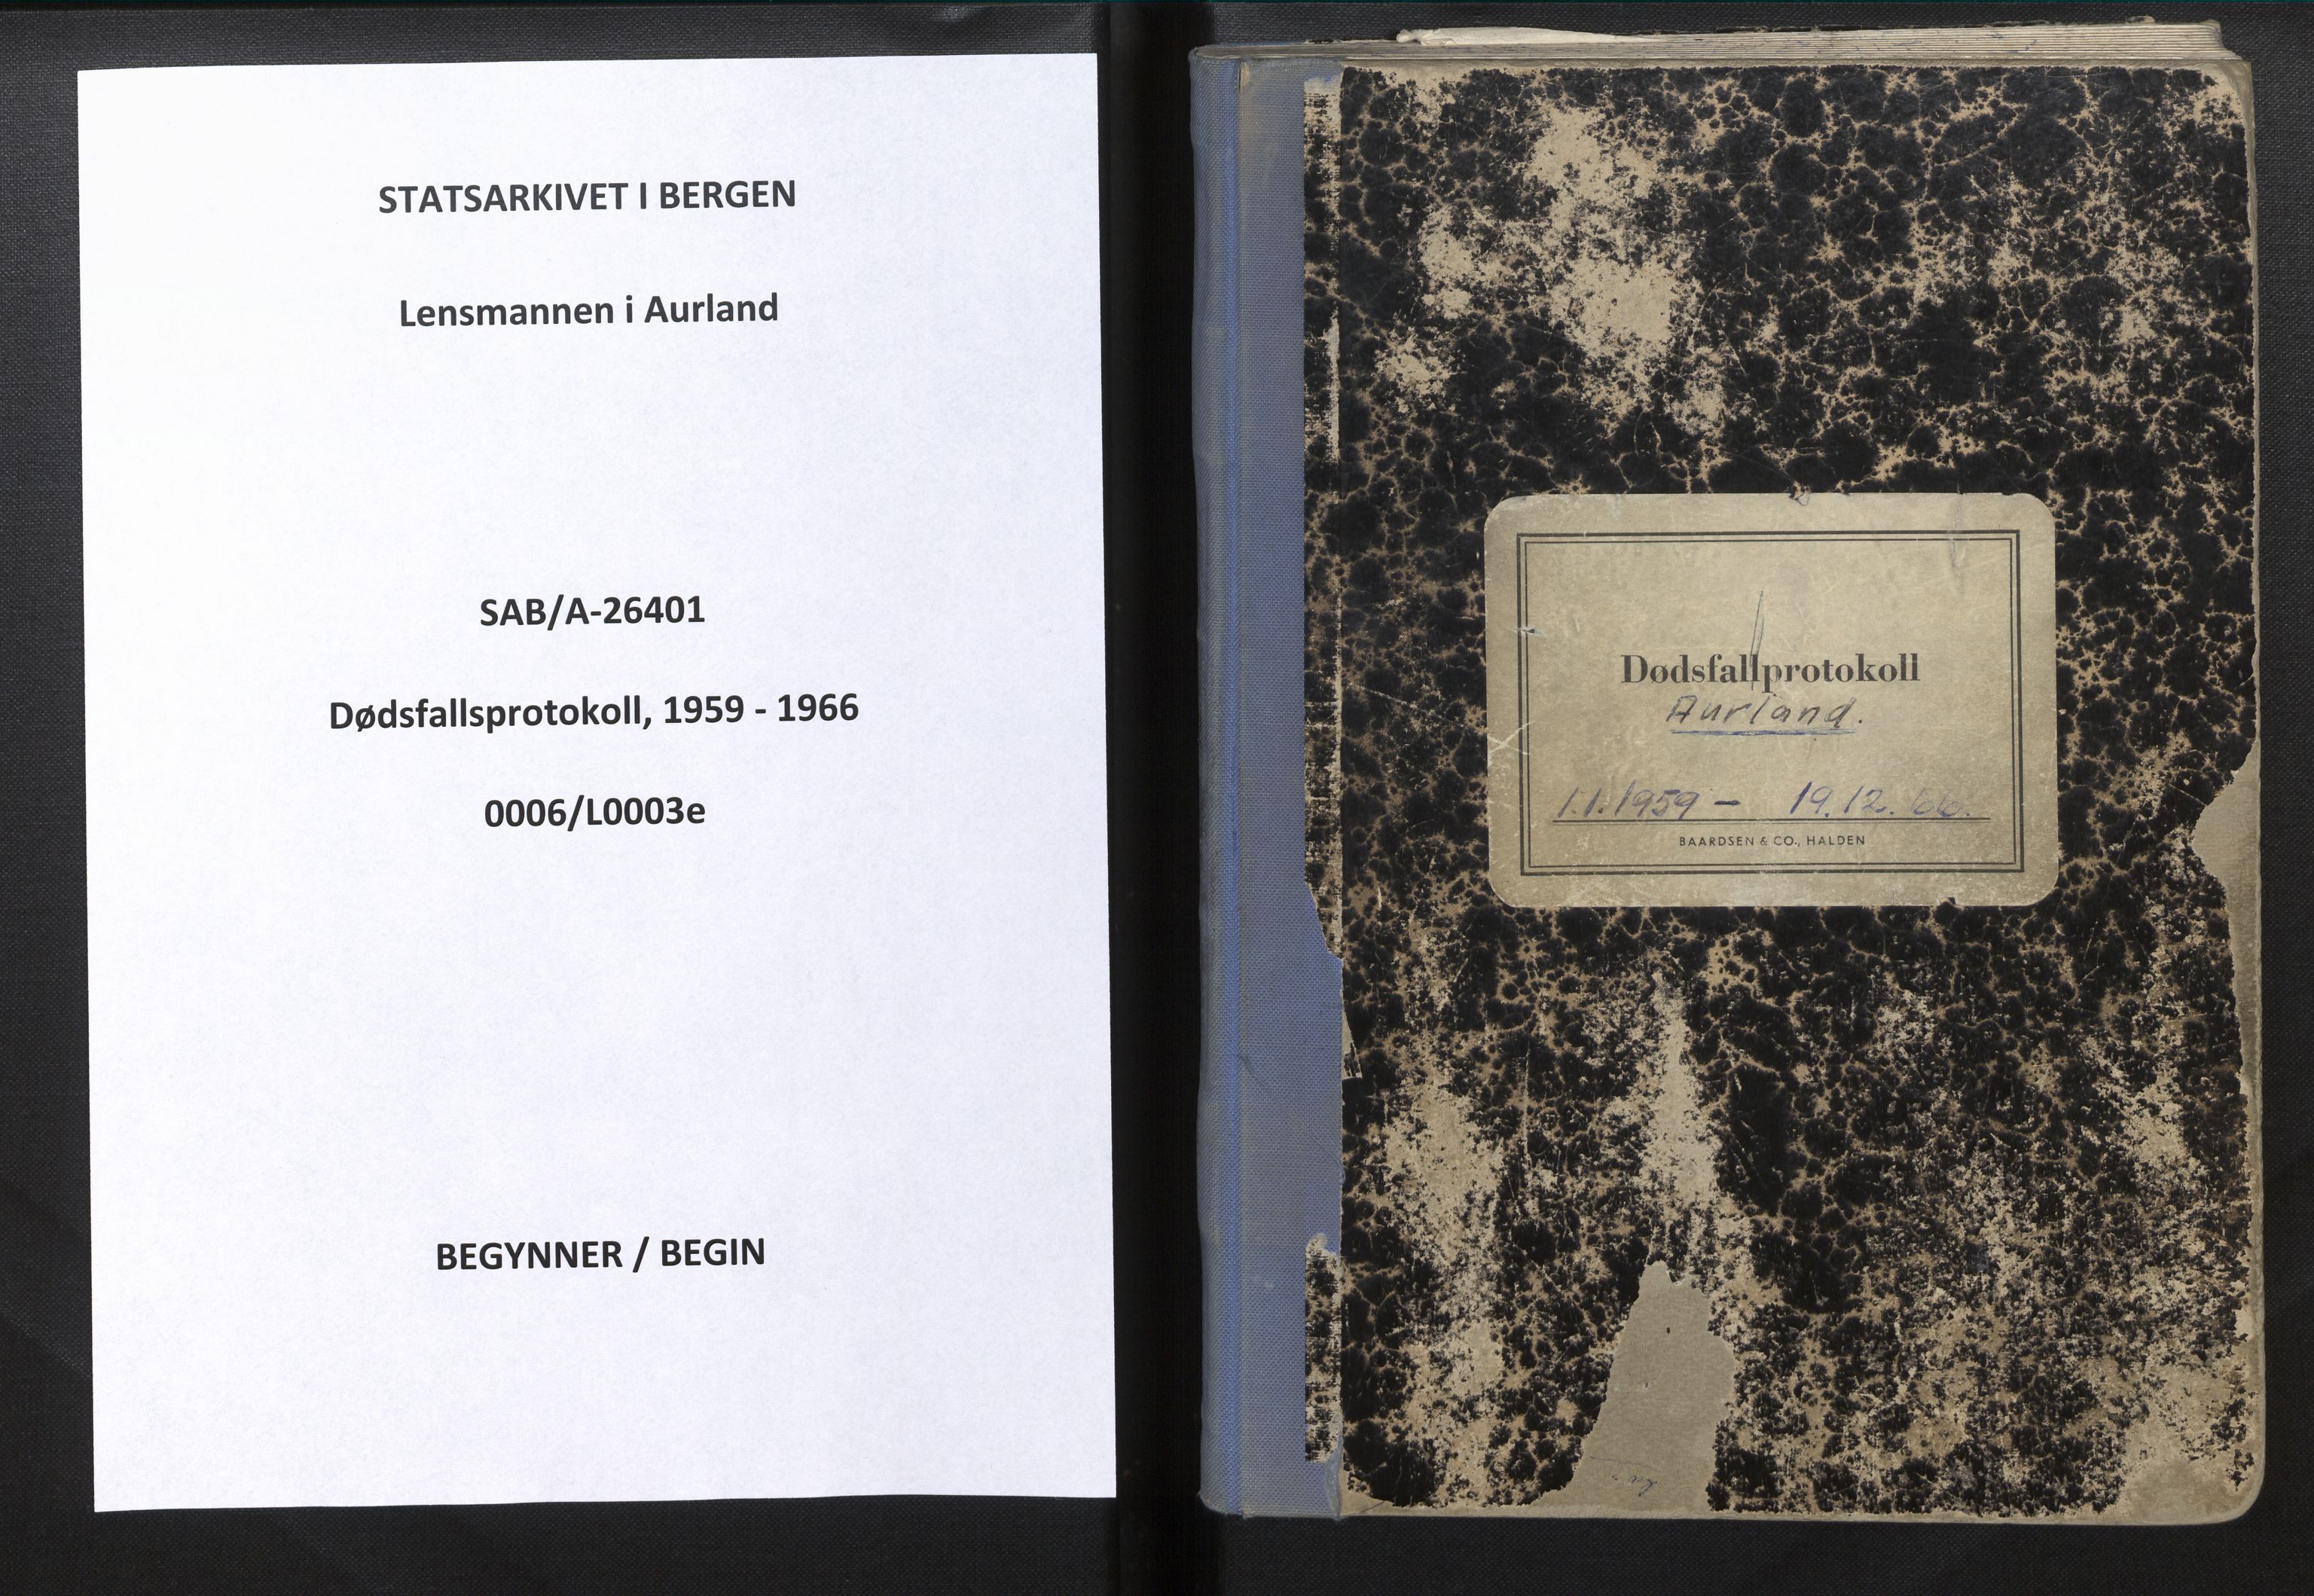 STATSARKIVET I BERGEN
Lensmannen i Aurland
SAB/A-26401
Dødsfallsprotokoll, 1959 - 1966
0006/L0003e
BEGYNNER / BEGIN
Dødsfallprotokoll
Aurland.
1.1.1959 - 19.12.66.
BAARDSEN & CO., HALDEN